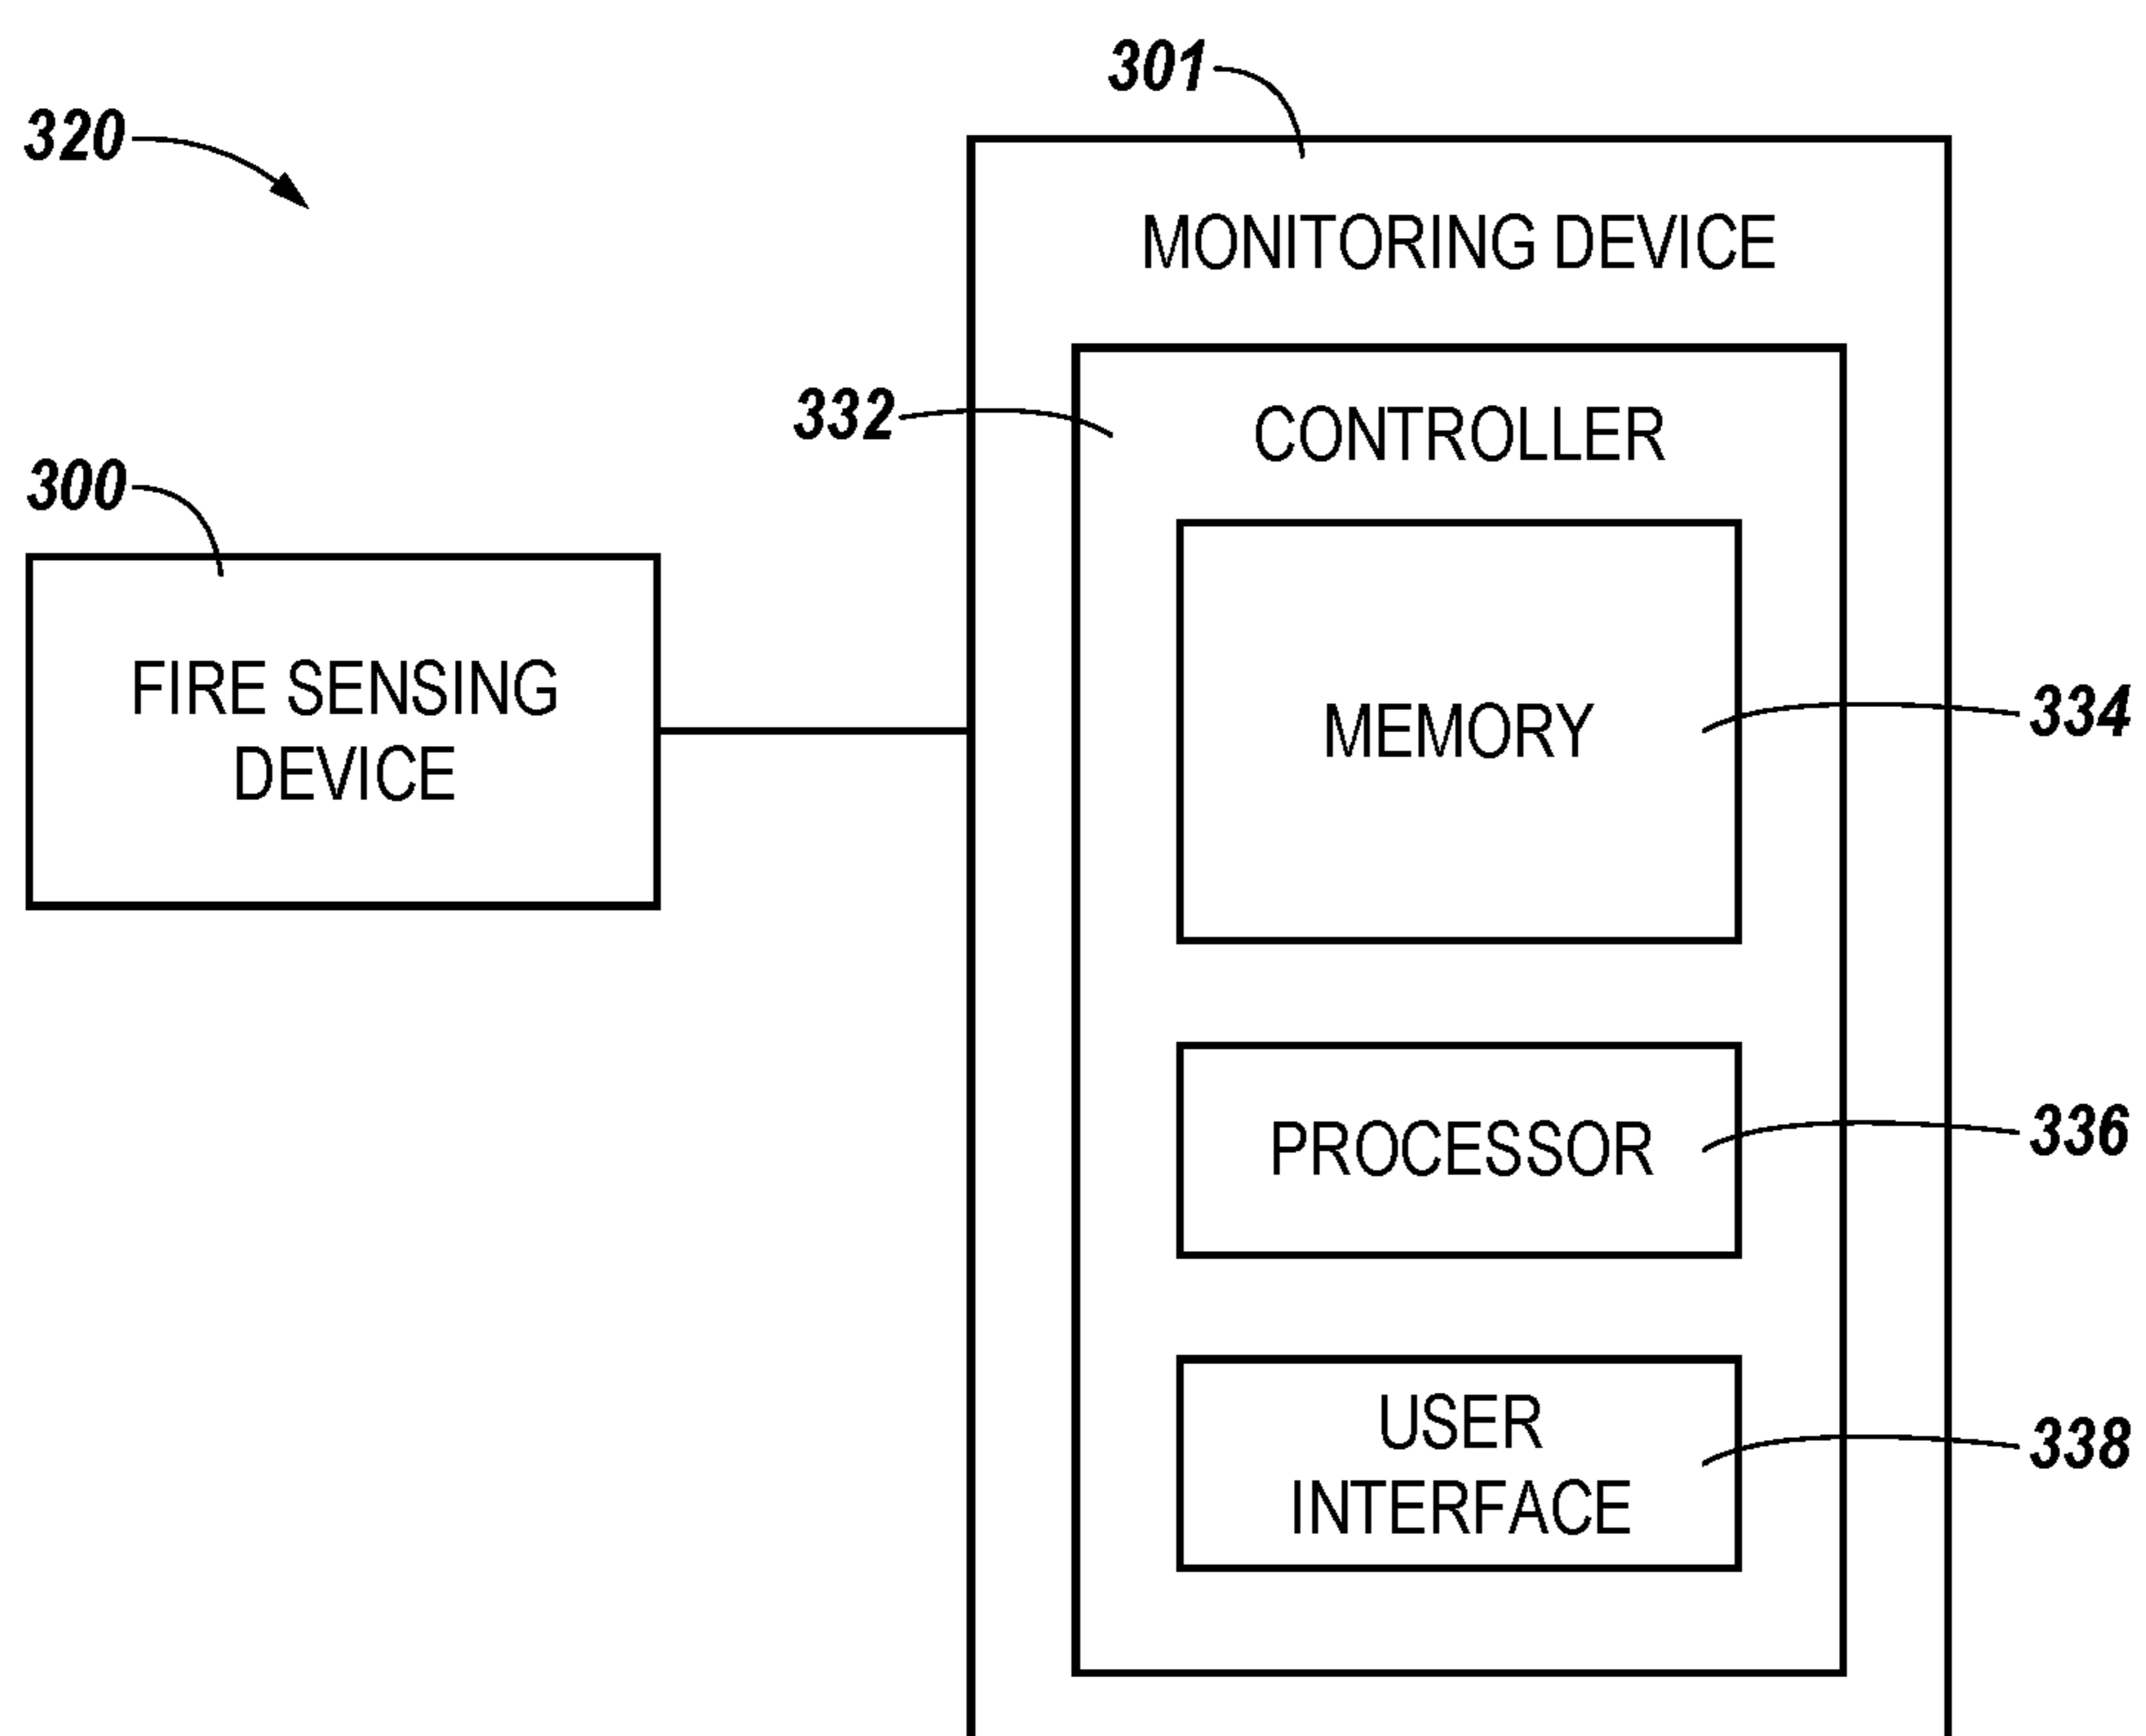 301
320
MONITORING DEVICE
332
CONTROLLER
300
FIRE SENSING
DEVICE
MEMORY
334
PROCESSOR
336
USER
INTERFACE
338